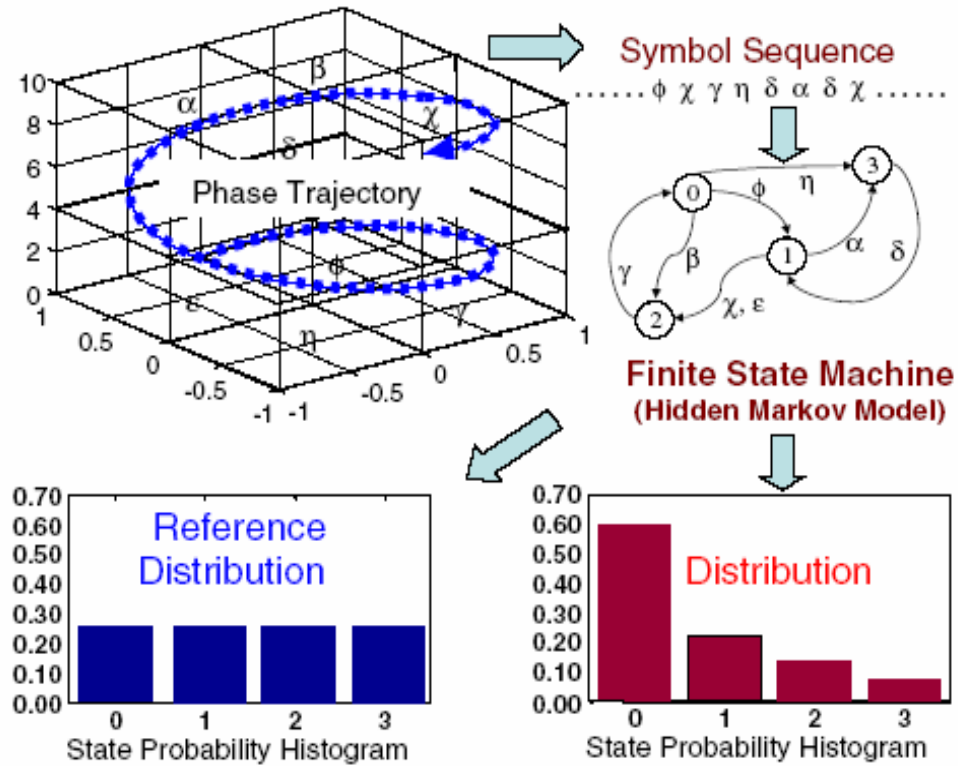 Symbol Sequence
...... ϕ χ γ η δ α δ χ ......
10
8
6
4
2
0
α
β
χ
δ
Phase Trajectory
ϕ
ε
η
γ
1
0.5
0
-0.5
-1
-1
-0.5
0
0.5
1
0
3
1
2
η
ϕ
β
γ
α
δ
χ, ε
Finite State Machine
(Hidden Markov Model)
0.70
0.60
0.50
0.40
0.30
0.20
0.10
0.00
Reference
Distribution
0 1 2 3
State Probability Histogram
0.70
0.60
0.50
0.40
0.30
0.20
0.10
0.00
Distribution
0 1 2 3
State Probability Histogram